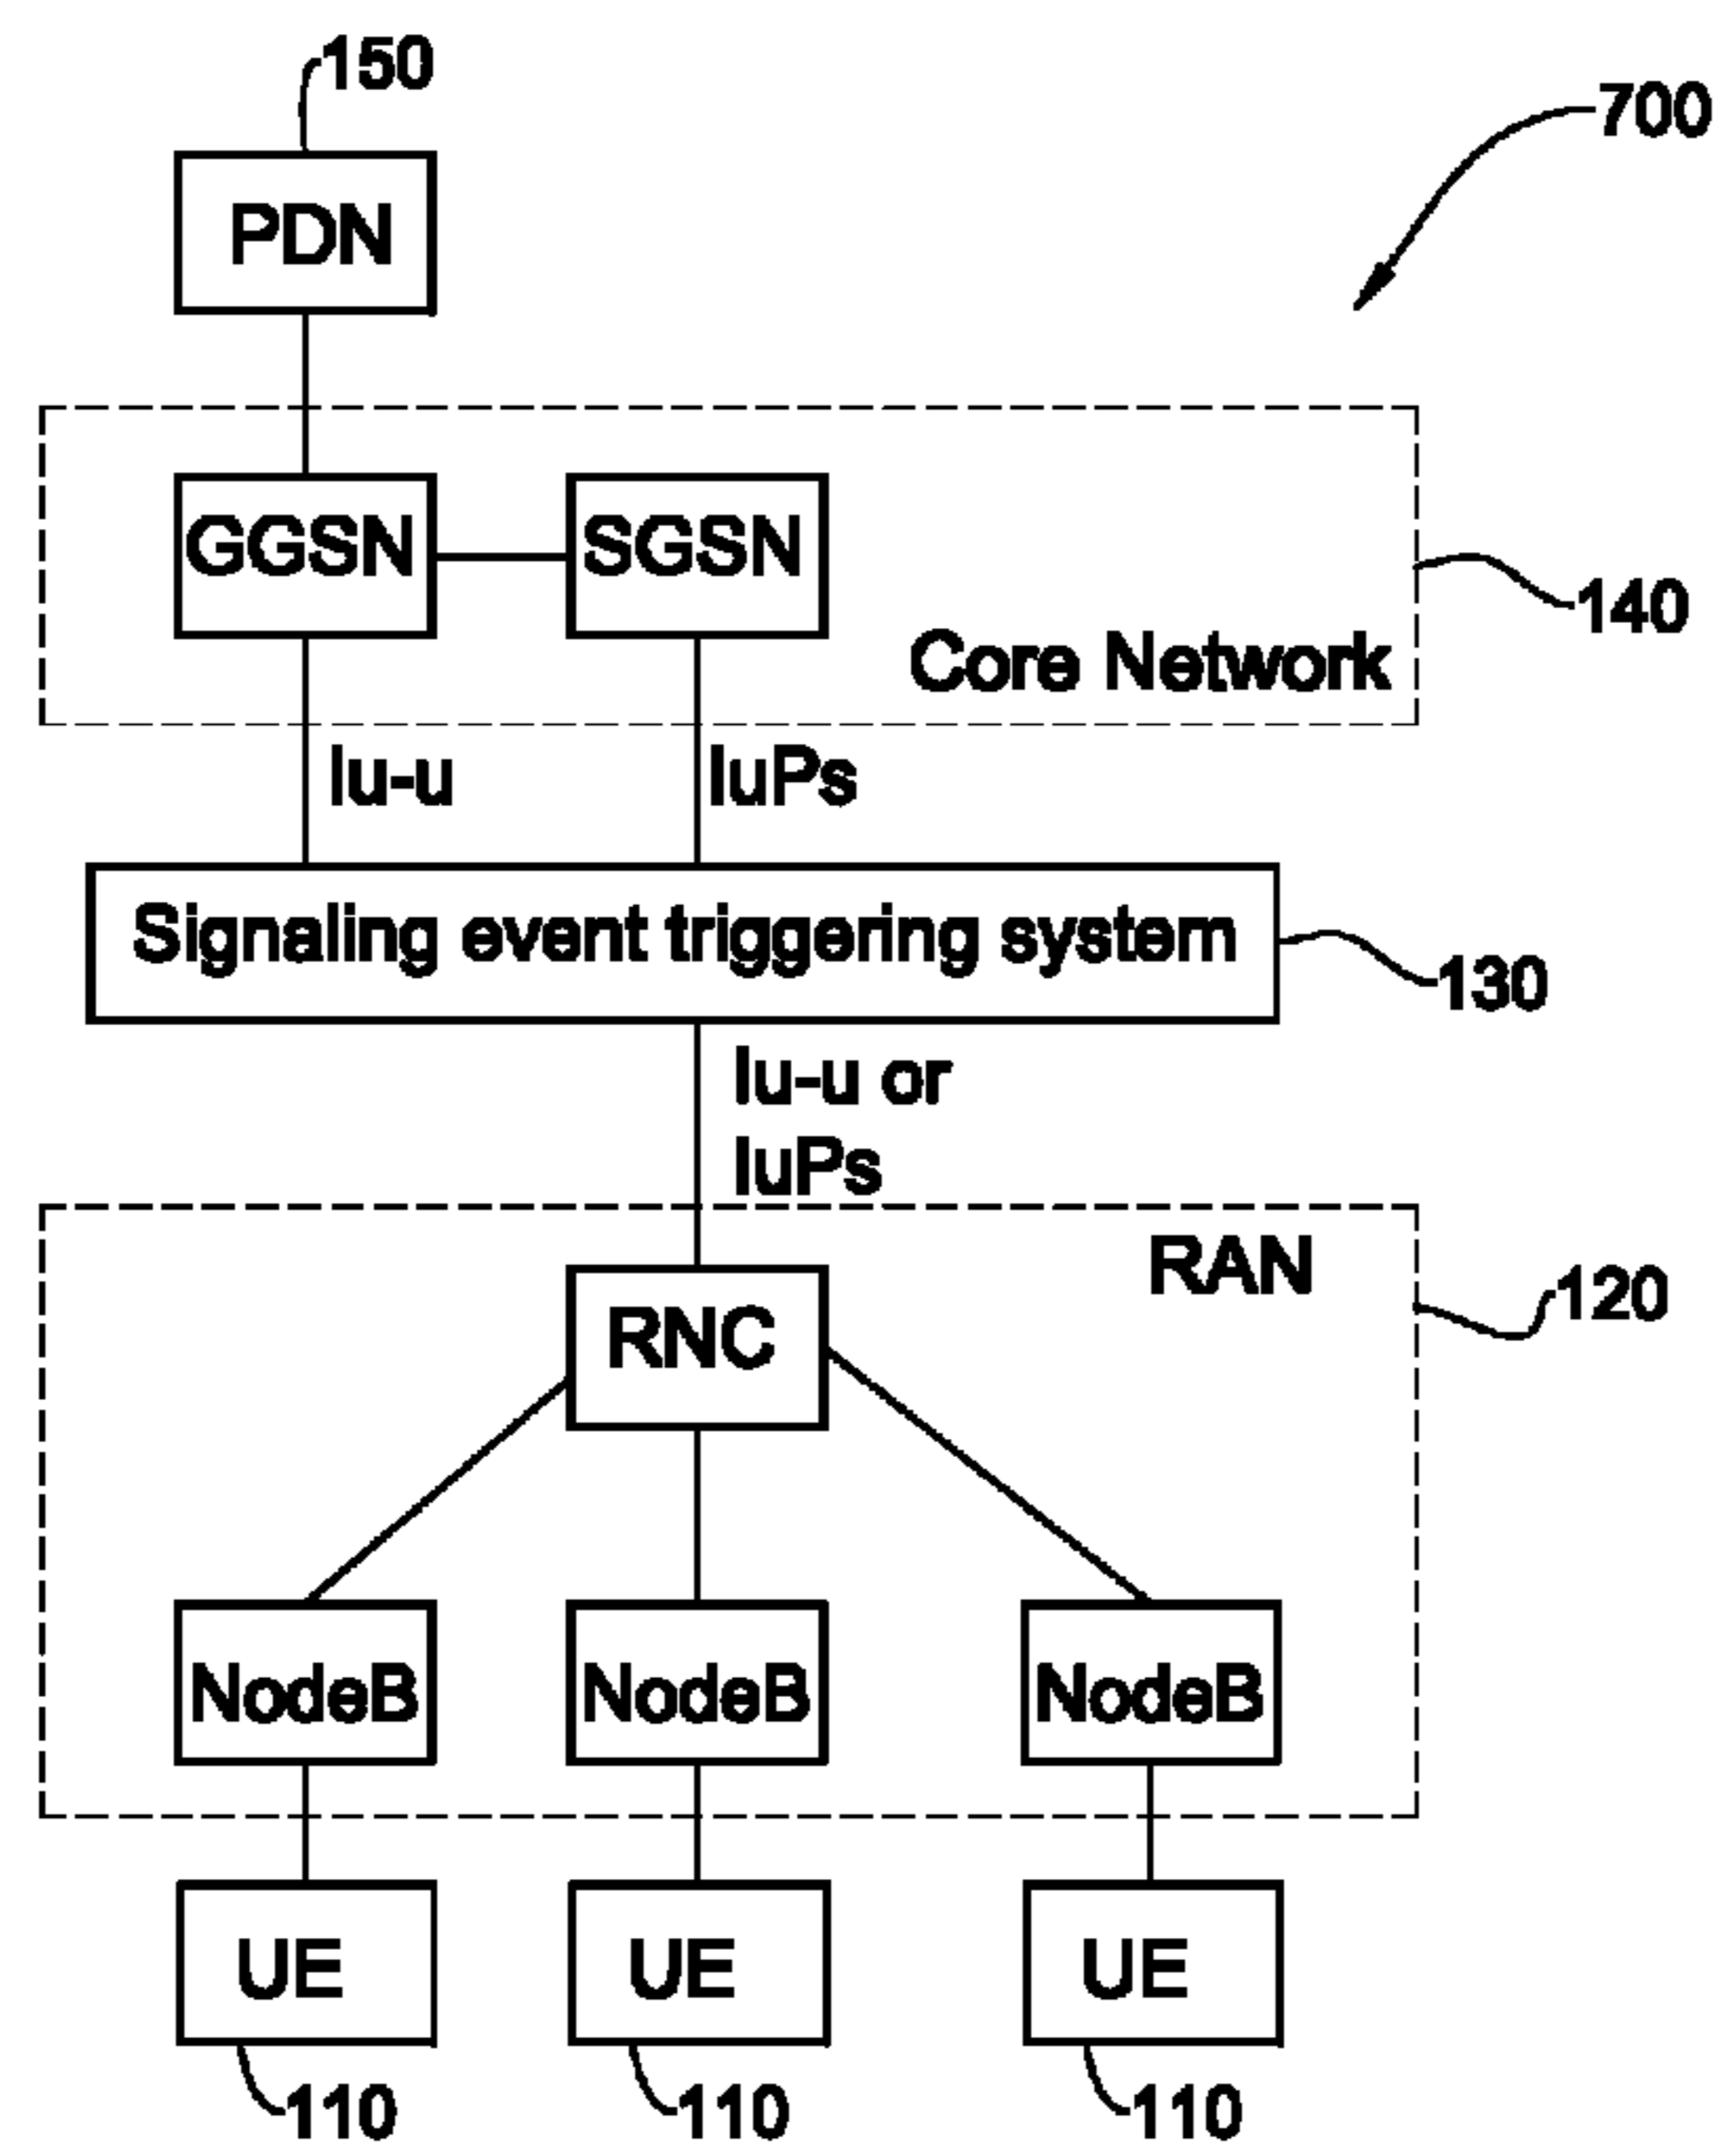 150
700
PDN
GGSN
SGSN
140
Core Network
Iu-u
IuPs
Signaling event triggering system
130
Iu-u or
IuPs
RAN
120
RNC
NodeB
NodeB
NodeB
UE
UE
UE
110
110
110